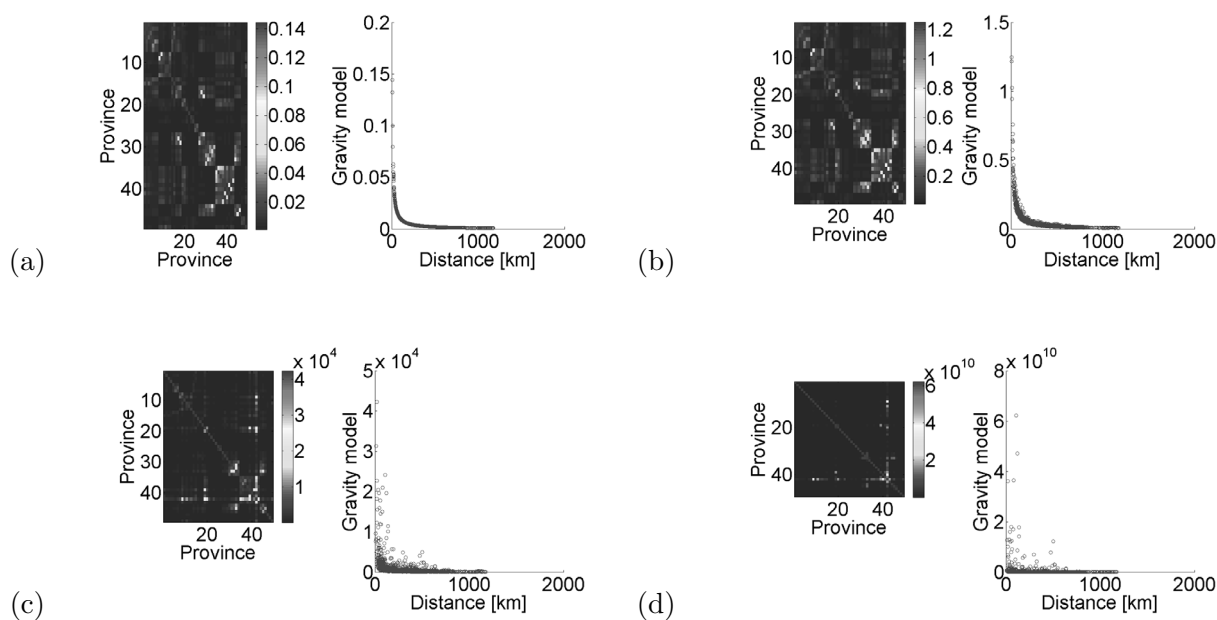 0.14
0.12
0.1
0.08
0.06
0.04
0.02
10
20
30
40
Province
20 40
Province
0.2
0.15
0.1
0.05
0
Gravity model
0 1000 2000
Distance [km]
(a)
1.2
1
0.8
0.6
0.4
0.2
10
20
30
40
Province
20 40
Province
1.5
1
0.5
0
Gravity model
0 1000 2000
Distance [km]
(b)
x 10^4
4
3
2
1
10
20
30
40
Province
20 40
Province
x 10^4
5
4
3
2
1
0
Gravity model
0 1000 2000
Distance [km]
(c)
x 10^10
6
4
2
20
40
Province
20 40
Province
x 10^10
8
6
4
2
0
Gravity model
0 1000 2000
Distance [km]
(d)